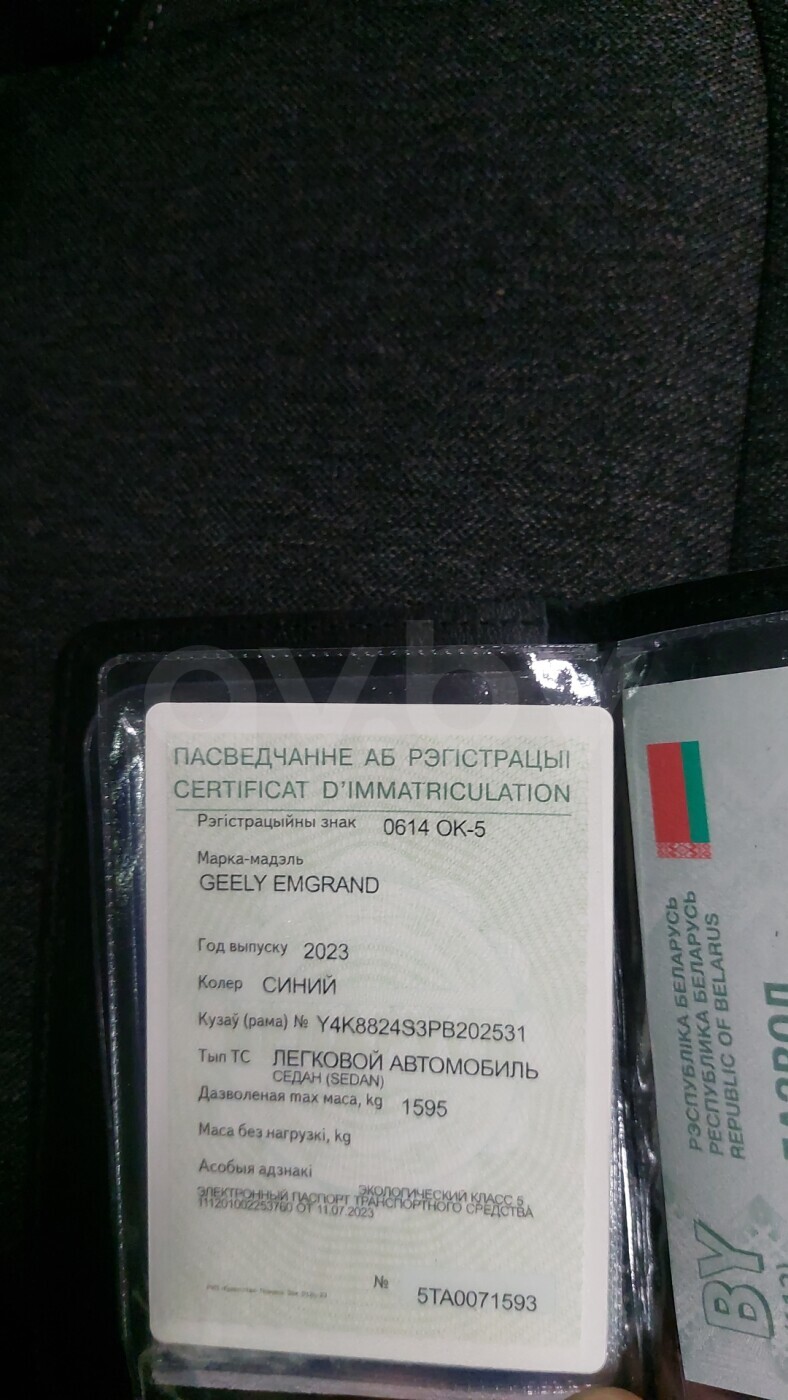 av.by
ПАСВЕДЧАННЕ АБ РЭГІСТРАЦЫІ
CERTIFICAT D'IMMATRICULATION
Рэгістрацыйны знак 0614 OK-5
Марка-мадэль
GEELY EMGRAND
Год выпуску 2023
Колер СИНИЙ
Кузаў (рама) № Y4K8824S3PB202531
Тып ТС ЛЕГКОВОЙ АВТОМОБИЛЬ
СЕДАН (SEDAN)
Дазволеная max маса, kg 1595
Маса без нагрузкі, kg
Асобыя адзнакі
ЭКОЛОГИЧЕСКИЙ КЛАСС 5
ЭЛЕКТРОННЫЙ ПАСПОРТ ТРАНСПОРТНОГО СРЕДСТВА
111201002253760 ОТ 11.07.2023
№ 5TA0071593
РЭСПУБЛІКА БЕЛАРУСЬ
РЕСПУБЛИКА БЕЛАРУСЬ
REPUBLIC OF BELARUS
BY